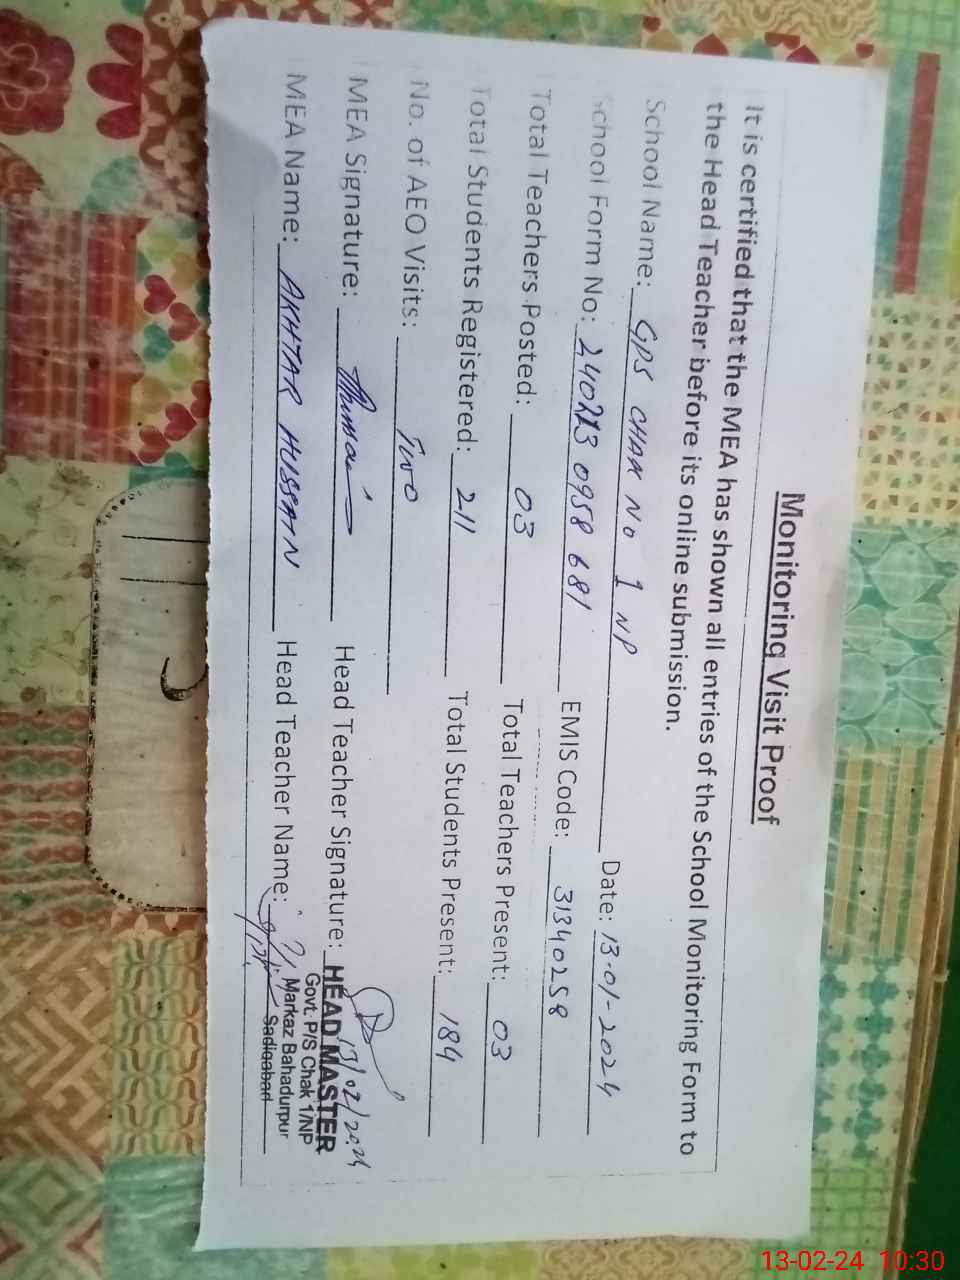 Monitoring Visit Proof
It is certified that the MEA has shown all entries of the School Monitoring Form to
the Head Teacher before its online submission.
School Name: GPS CHAK No 1 NP Date: 13-01-2024
School Form No: 240213 0958 681 EMIS Code: 31340258
Total Teachers Posted: 03 Total Teachers Present: 03
Total Students Registered: 211 Total Students Present: 184
No. of AEO Visits: Two
MEA Signature: Head Teacher Signature:
13/02/2024
MEA Name: AKHTAR HUSSAIN Head Teacher Name:
HEAD MASTER
Govt. P/S Chak 1/NP
Markaz Bahadurpur
Sadiqabad
13-02-24 10:30